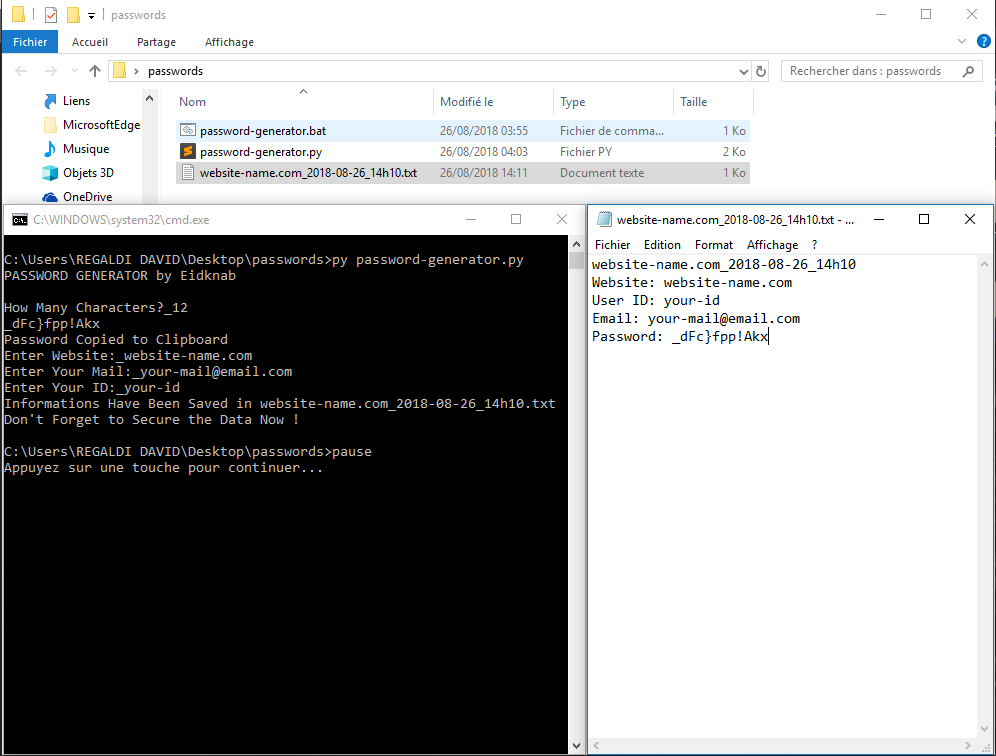 passwords
Fichier Accueil Partage Affichage ?
passwords Rechercher dans : passwords
Nom Modifié le Type Taille
Liens
MicrosoftEdge
Musique
Objets 3D
OneDrive
password-generator.bat 26/08/2018 03:55 Fichier de comma... 1 Ko
password-generator.py 26/08/2018 04:03 Fichier PY 2 Ko
website-name.com_2018-08-26_14h10.txt 26/08/2018 14:11 Document texte 1 Ko
C:\WINDOWS\system32\cmd.exe
C:\Users\REGALDI DAVID\Desktop\passwords>py password-generator.py
PASSWORD GENERATOR by Eidknab
How Many Characters?_12
_dFc}fpp!Akx
Password Copied to Clipboard
Enter Website:_website-name.com
Enter Your Mail:_your-mail@email.com
Enter Your ID:_your-id
Informations Have Been Saved in website-name.com_2018-08-26_14h10.txt
Don't Forget to Secure the Data Now !
C:\Users\REGALDI DAVID\Desktop\passwords>pause
Appuyez sur une touche pour continuer...
website-name.com_2018-08-26_14h10.txt - ...
Fichier Edition Format Affichage ?
website-name.com_2018-08-26_14h10
Website: website-name.com
User ID: your-id
Email: your-mail@email.com
Password: _dFc}fpp!Akx